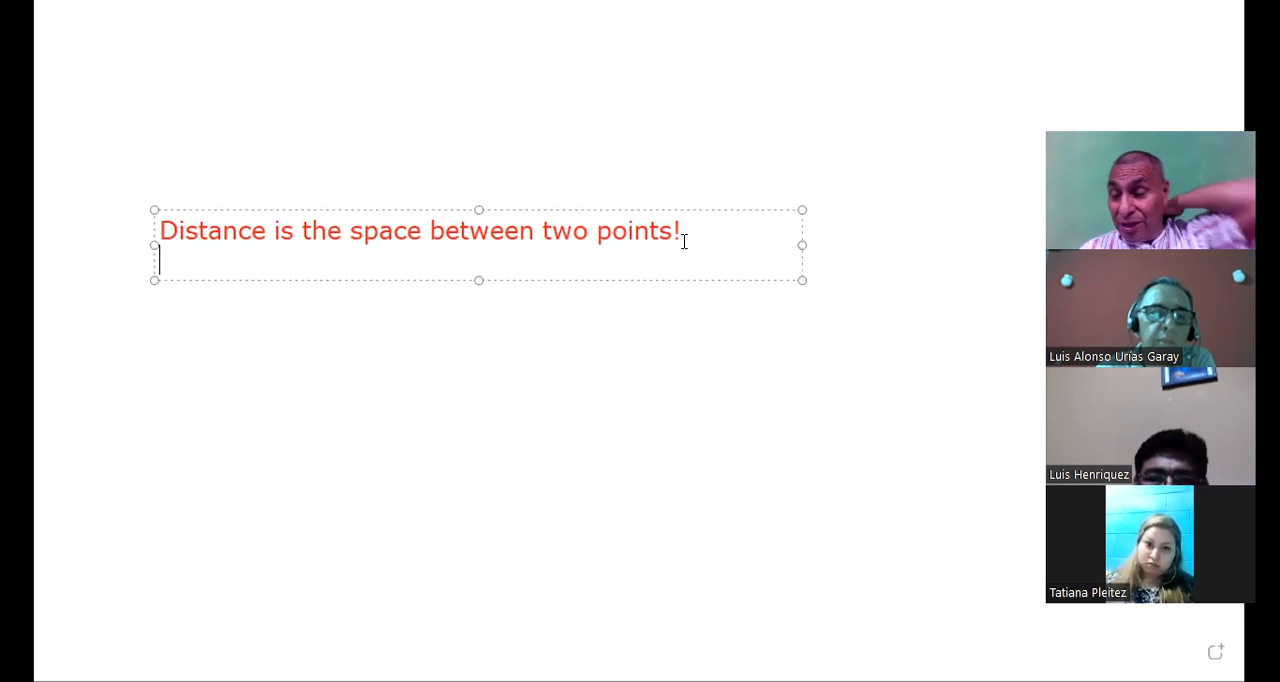 Distance is the space between two points!
Luis Alonso Urías Garay
Luis Henriquez
Tatiana Pleitez